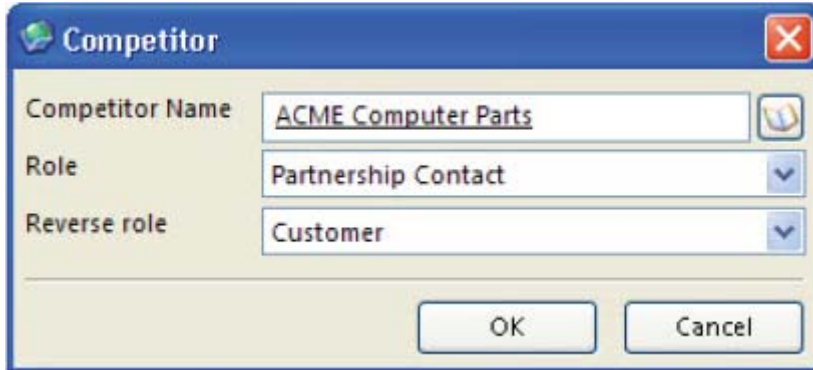 Competitor
Competitor Name ACME Computer Parts
Role Partnership Contact
Reverse role Customer
OK Cancel